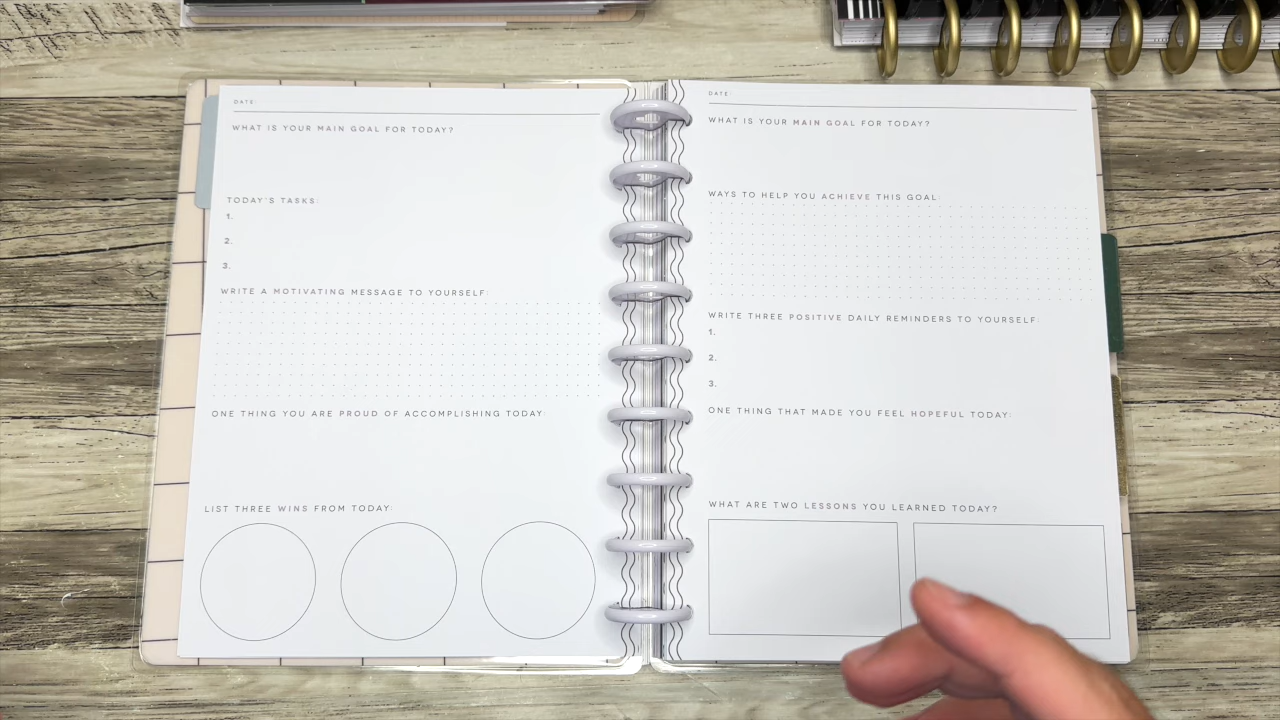 DATE:
WHAT IS YOUR MAIN GOAL FOR TODAY?
TODAY'S TASKS:
1.
2.
3.
WRITE A MOTIVATING MESSAGE TO YOURSELF
ONE THING YOU ARE PROUD OF ACCOMPLISHING TODAY
LIST THREE WINS FROM TODAY:
DATE:
WHAT IS YOUR MAIN GOAL FOR TODAY?
WAYS TO HELP YOU ACHIEVE THIS GOAL:
WRITE THREE POSITIVE DAILY REMINDERS TO YOURSELF
1.
2.
3.
ONE THING THAT MADE YOU FEEL HOPEFUL TODAY:
WHAT ARE TWO LESSONS YOU LEARNED TODAY?